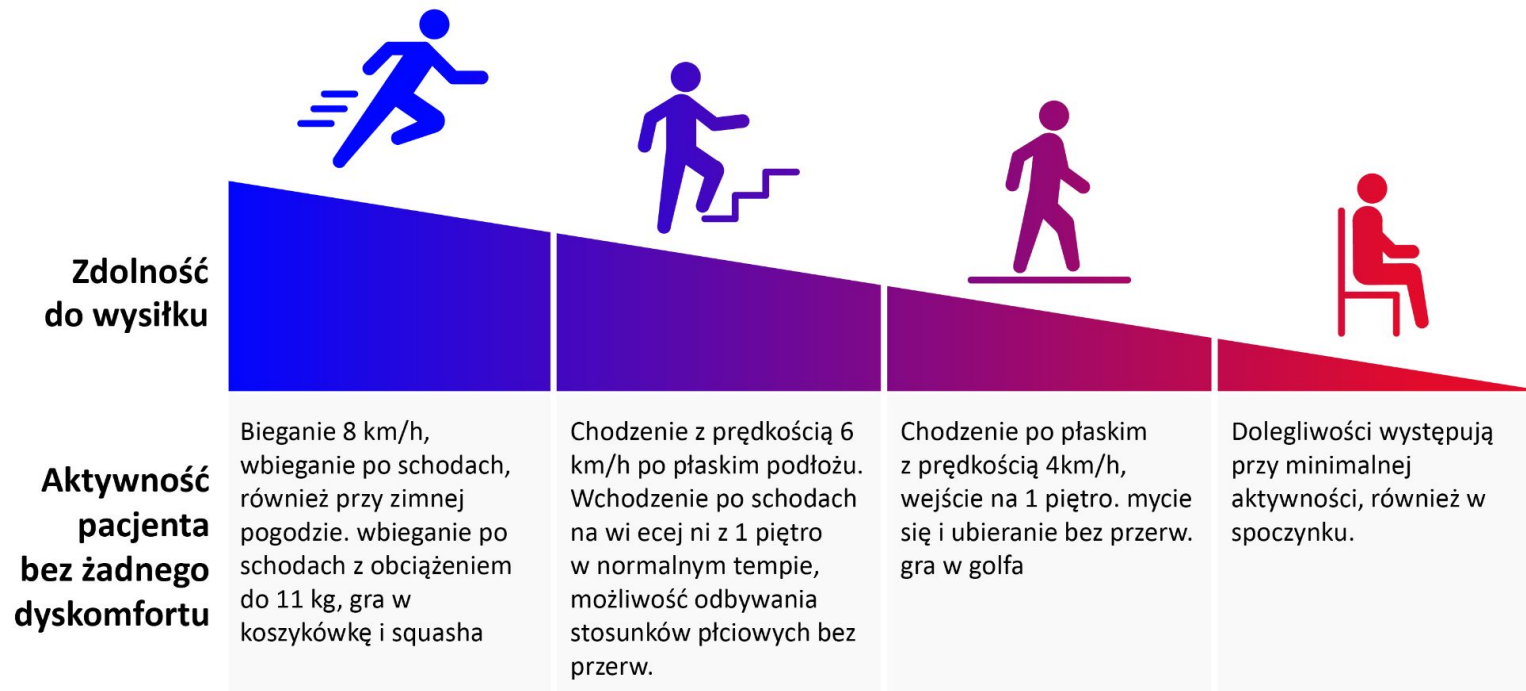 Zdolność
do wysiłku
Aktywność
pacjenta
bez żadnego
dyskomfortu
Bieganie 8 km/h,
wbieganie po schodach,
również przy zimnej
pogodzie. wbieganie po
schodach z obciążeniem
do 11 kg, gra w
koszykówkę i squasha
Chodzenie z prędkością 6
km/h po płaskim podłożu.
Wchodzenie po schodach
na wi ecej ni z 1 piętro
w normalnym tempie,
możliwość odbywania
stosunków płciowych bez
przerw.
Chodzenie po płaskim
z prędkością 4km/h,
wejście na 1 piętro. mycie
się i ubieranie bez przerw.
gra w golfa
Dolegliwości występują
przy minimalnej
aktywności, również w
spoczynku.